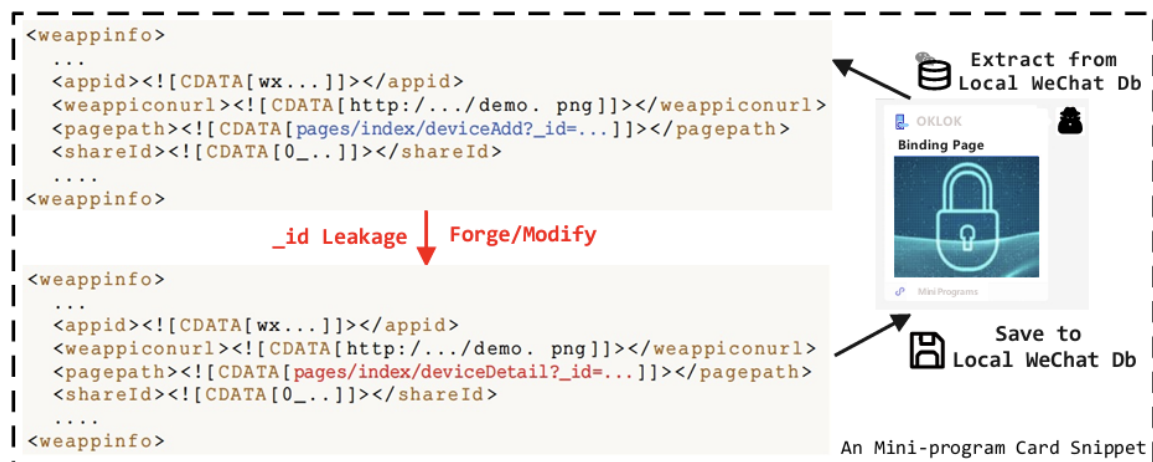 <weappinfo>
...
<appid><![CDATA[wx...]]></appid>
<weappiconurl><![CDATA[http:/.../demo. png]]></weappiconurl>
<pagepath><![CDATA[pages/index/deviceAdd?_id=...]]></pagepath>
<shareId><![CDATA[0_..]]></shareId>
....
<weappinfo>
_id Leakage
Forge/Modify
<weappinfo>
...
<appid><![CDATA[wx...]]></appid>
<weappiconurl><![CDATA[http:/.../demo. png]]></weappiconurl>
<pagepath><![CDATA[pages/index/deviceDetail?_id=...]]></pagepath>
<shareId><![CDATA[0_..]]></shareId>
....
<weappinfo>
Extract from
Local WeChat Db
OKLOK
Binding Page
Mini Programs
Save to
Local WeChat Db
An Mini-program Card Snippet